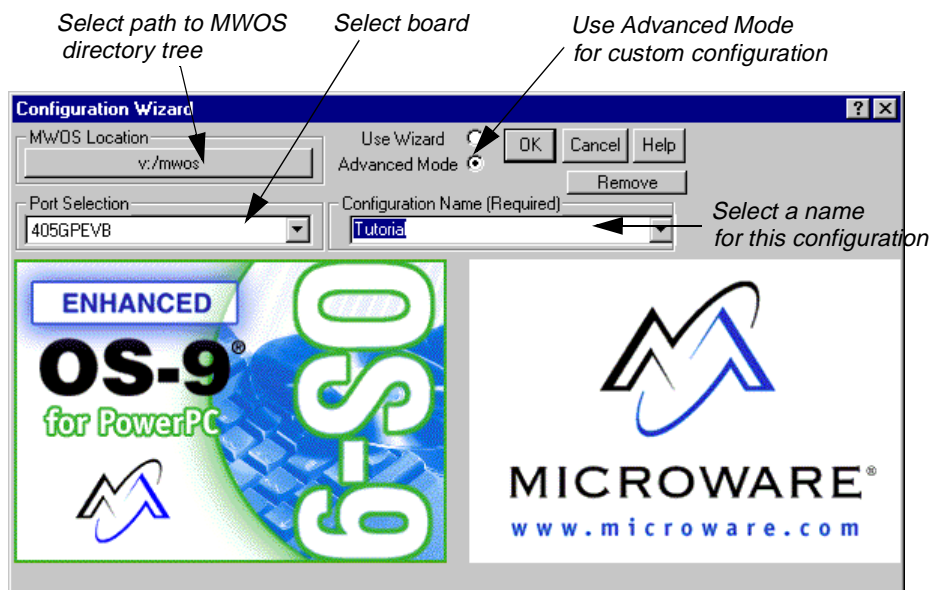 Select path to MWOS
directory tree
Select board
Use Advanced Mode
for custom configuration
Configuration Wizard
MWOS Location
v:/mwos
Use Wizard
Advanced Mode
OK
Cancel
Help
Remove
Port Selection
405GPEVB
Configuration Name (Required)
Tutorial
Select a name
for this configuration
ENHANCED
OS-9®
for PowerPC
OS-9
MICROWARE®
www.microware.com